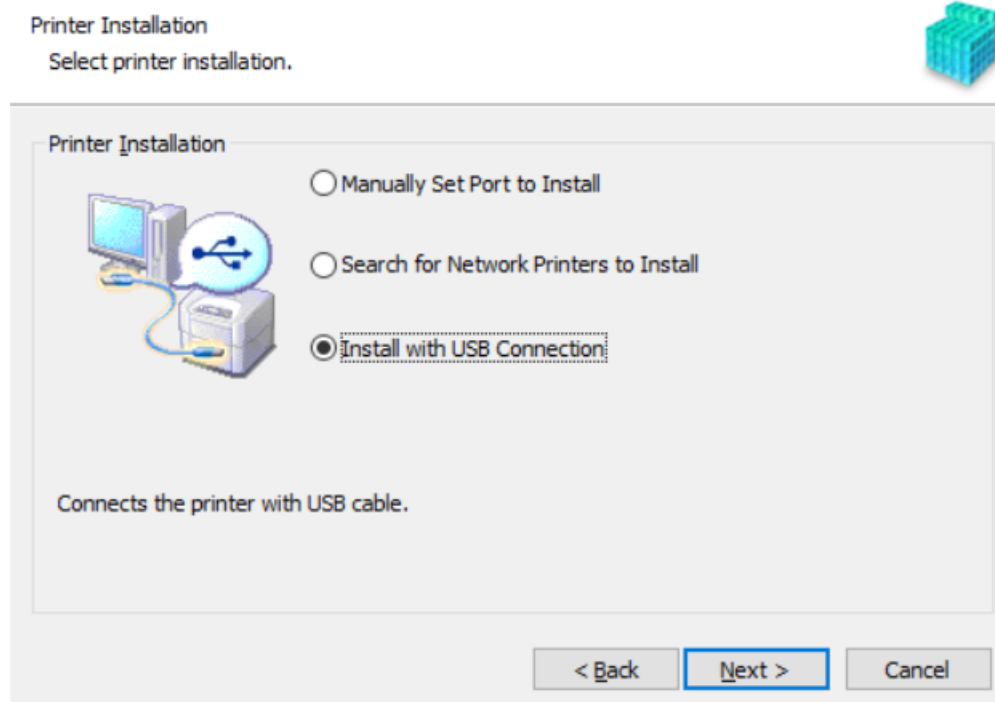 Printer Installation
Select printer installation.
Printer Installation
Manually Set Port to Install
Search for Network Printers to Install
Install with USB Connection
Connects the printer with USB cable.
< Back
Next >
Cancel